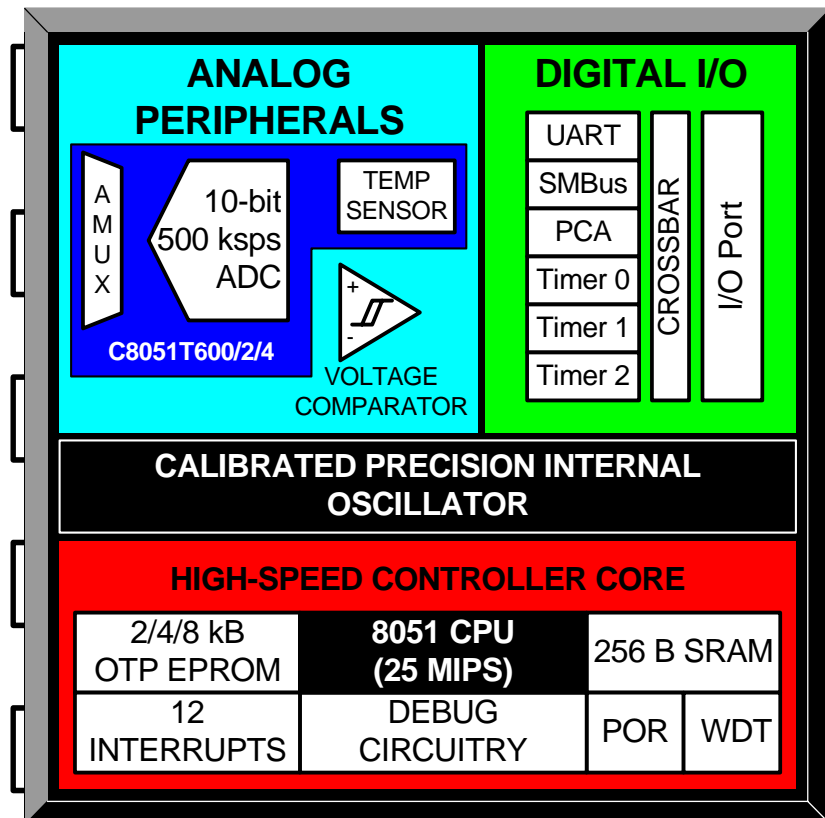 ANALOG
PERIPHERALS
A
M
U
X
10-bit
500 ksps
ADC
TEMP
SENSOR
+
-
C8051T600/2/4
VOLTAGE
COMPARATOR
DIGITAL I/O
UART
SMBus
PCA
Timer 0
Timer 1
Timer 2
CROSSBAR
I/O Port
CALIBRATED PRECISION INTERNAL
OSCILLATOR
HIGH-SPEED CONTROLLER CORE
2/4/8 kB
OTP EPROM
8051 CPU
(25 MIPS)
256 B SRAM
12
INTERRUPTS
DEBUG
CIRCUITRY
POR
WDT